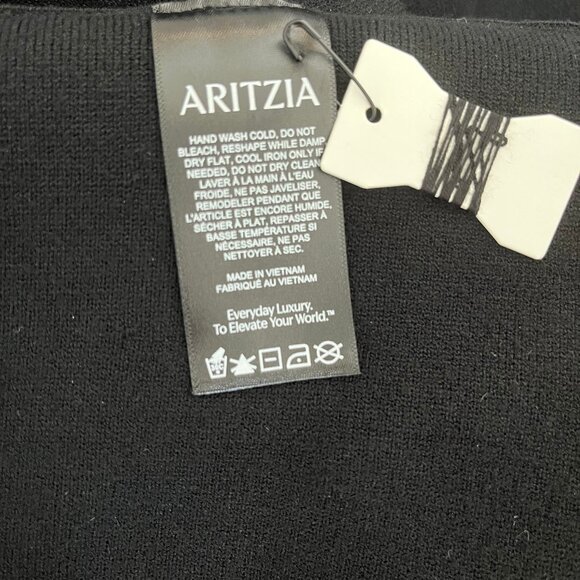 ARITZIA
HAND WASH COLD, DO NOT
BLEACH, RESHAPE WHILE DAMP,
DRY FLAT, COOL IRON ONLY IF
NEEDED, DO NOT DRY CLEAN
LAVER À LA MAIN À L'EAU
FROIDE, NE PAS JAVELISER,
REMODELER PENDANT QUE
L'ARTICLE EST ENCORE HUMIDE,
SÉCHER À PLAT, REPASSER À
BASSE TEMPÉRATURE SI
NÉCESSAIRE, NE PAS
NETTOYER À SEC.
MADE IN VIETNAM
FABRIQUÉ AU VIETNAM
Everyday Luxury.
To Elevate Your World.™